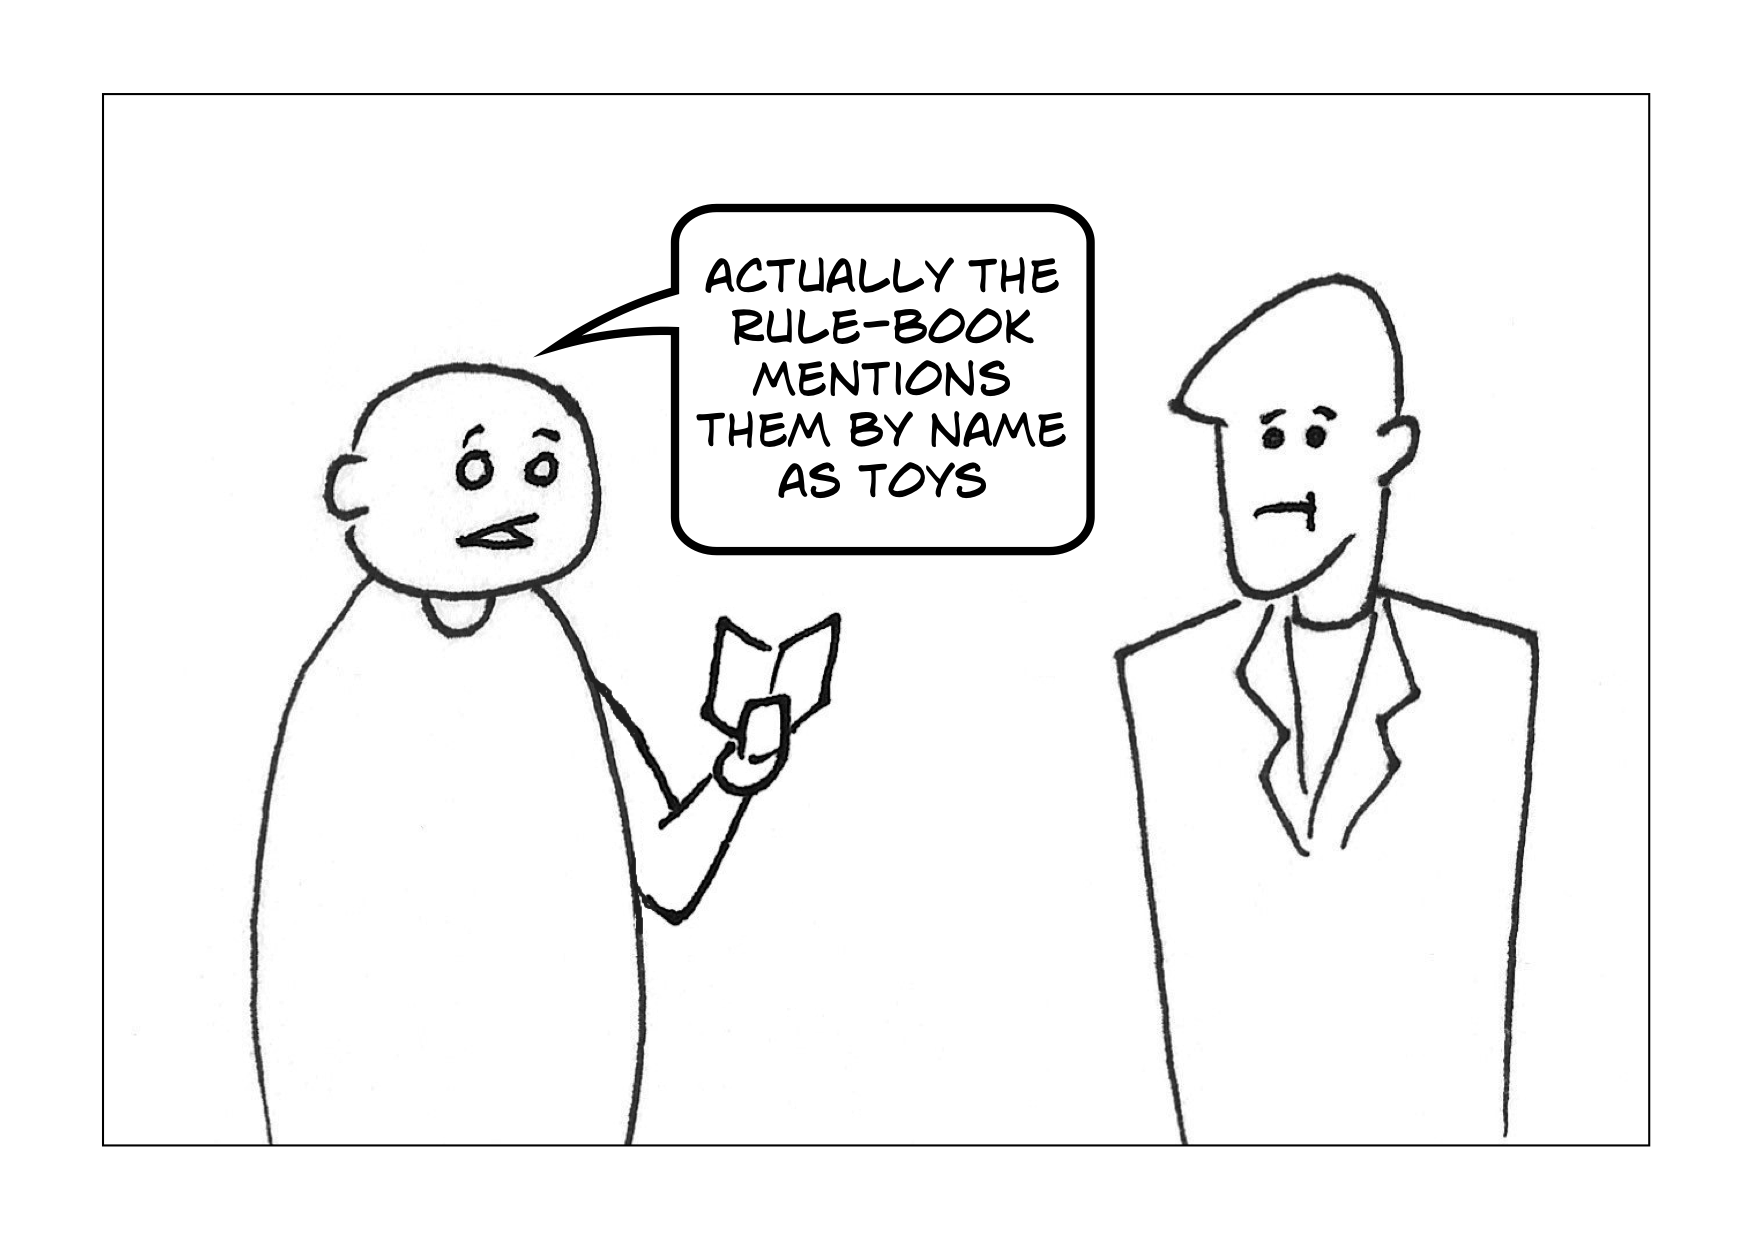 ACTUALLY THE
RULE-BOOK
MENTIONS
THEM BY NAME
AS TOYS